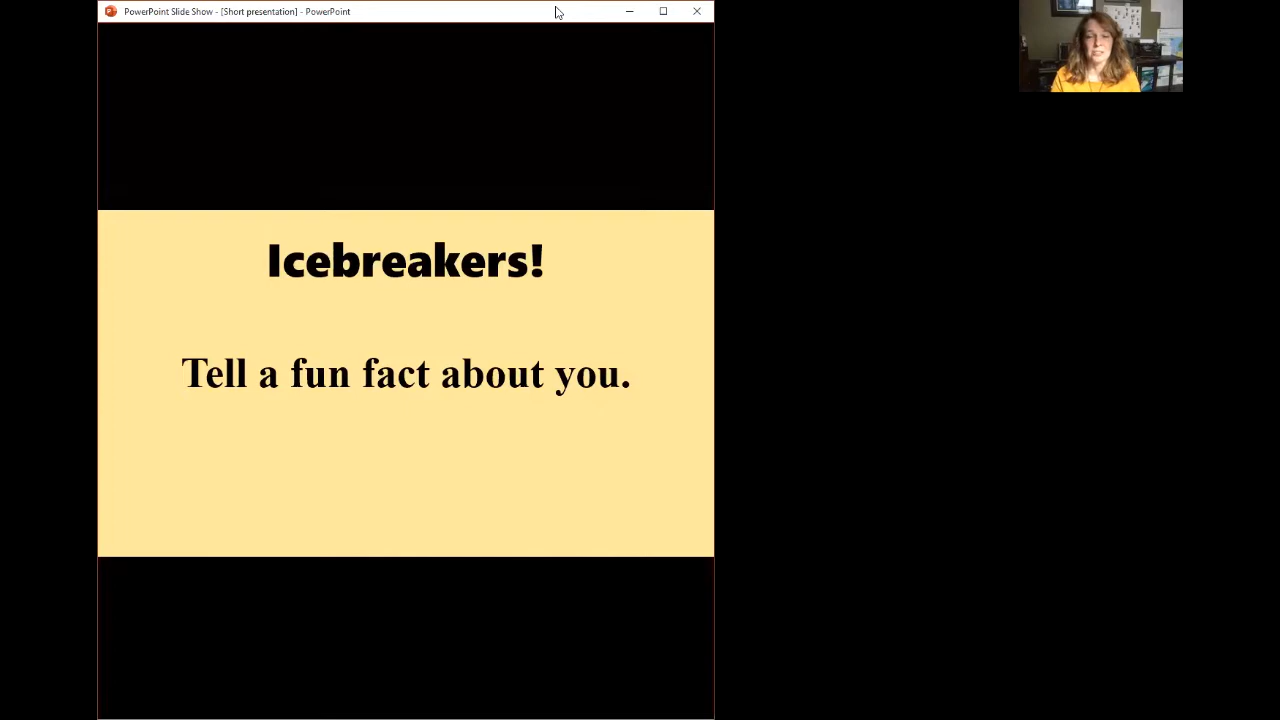 PowerPoint Slide Show - [Short presentation] - PowerPoint
Icebreakers!
Tell a fun fact about you.